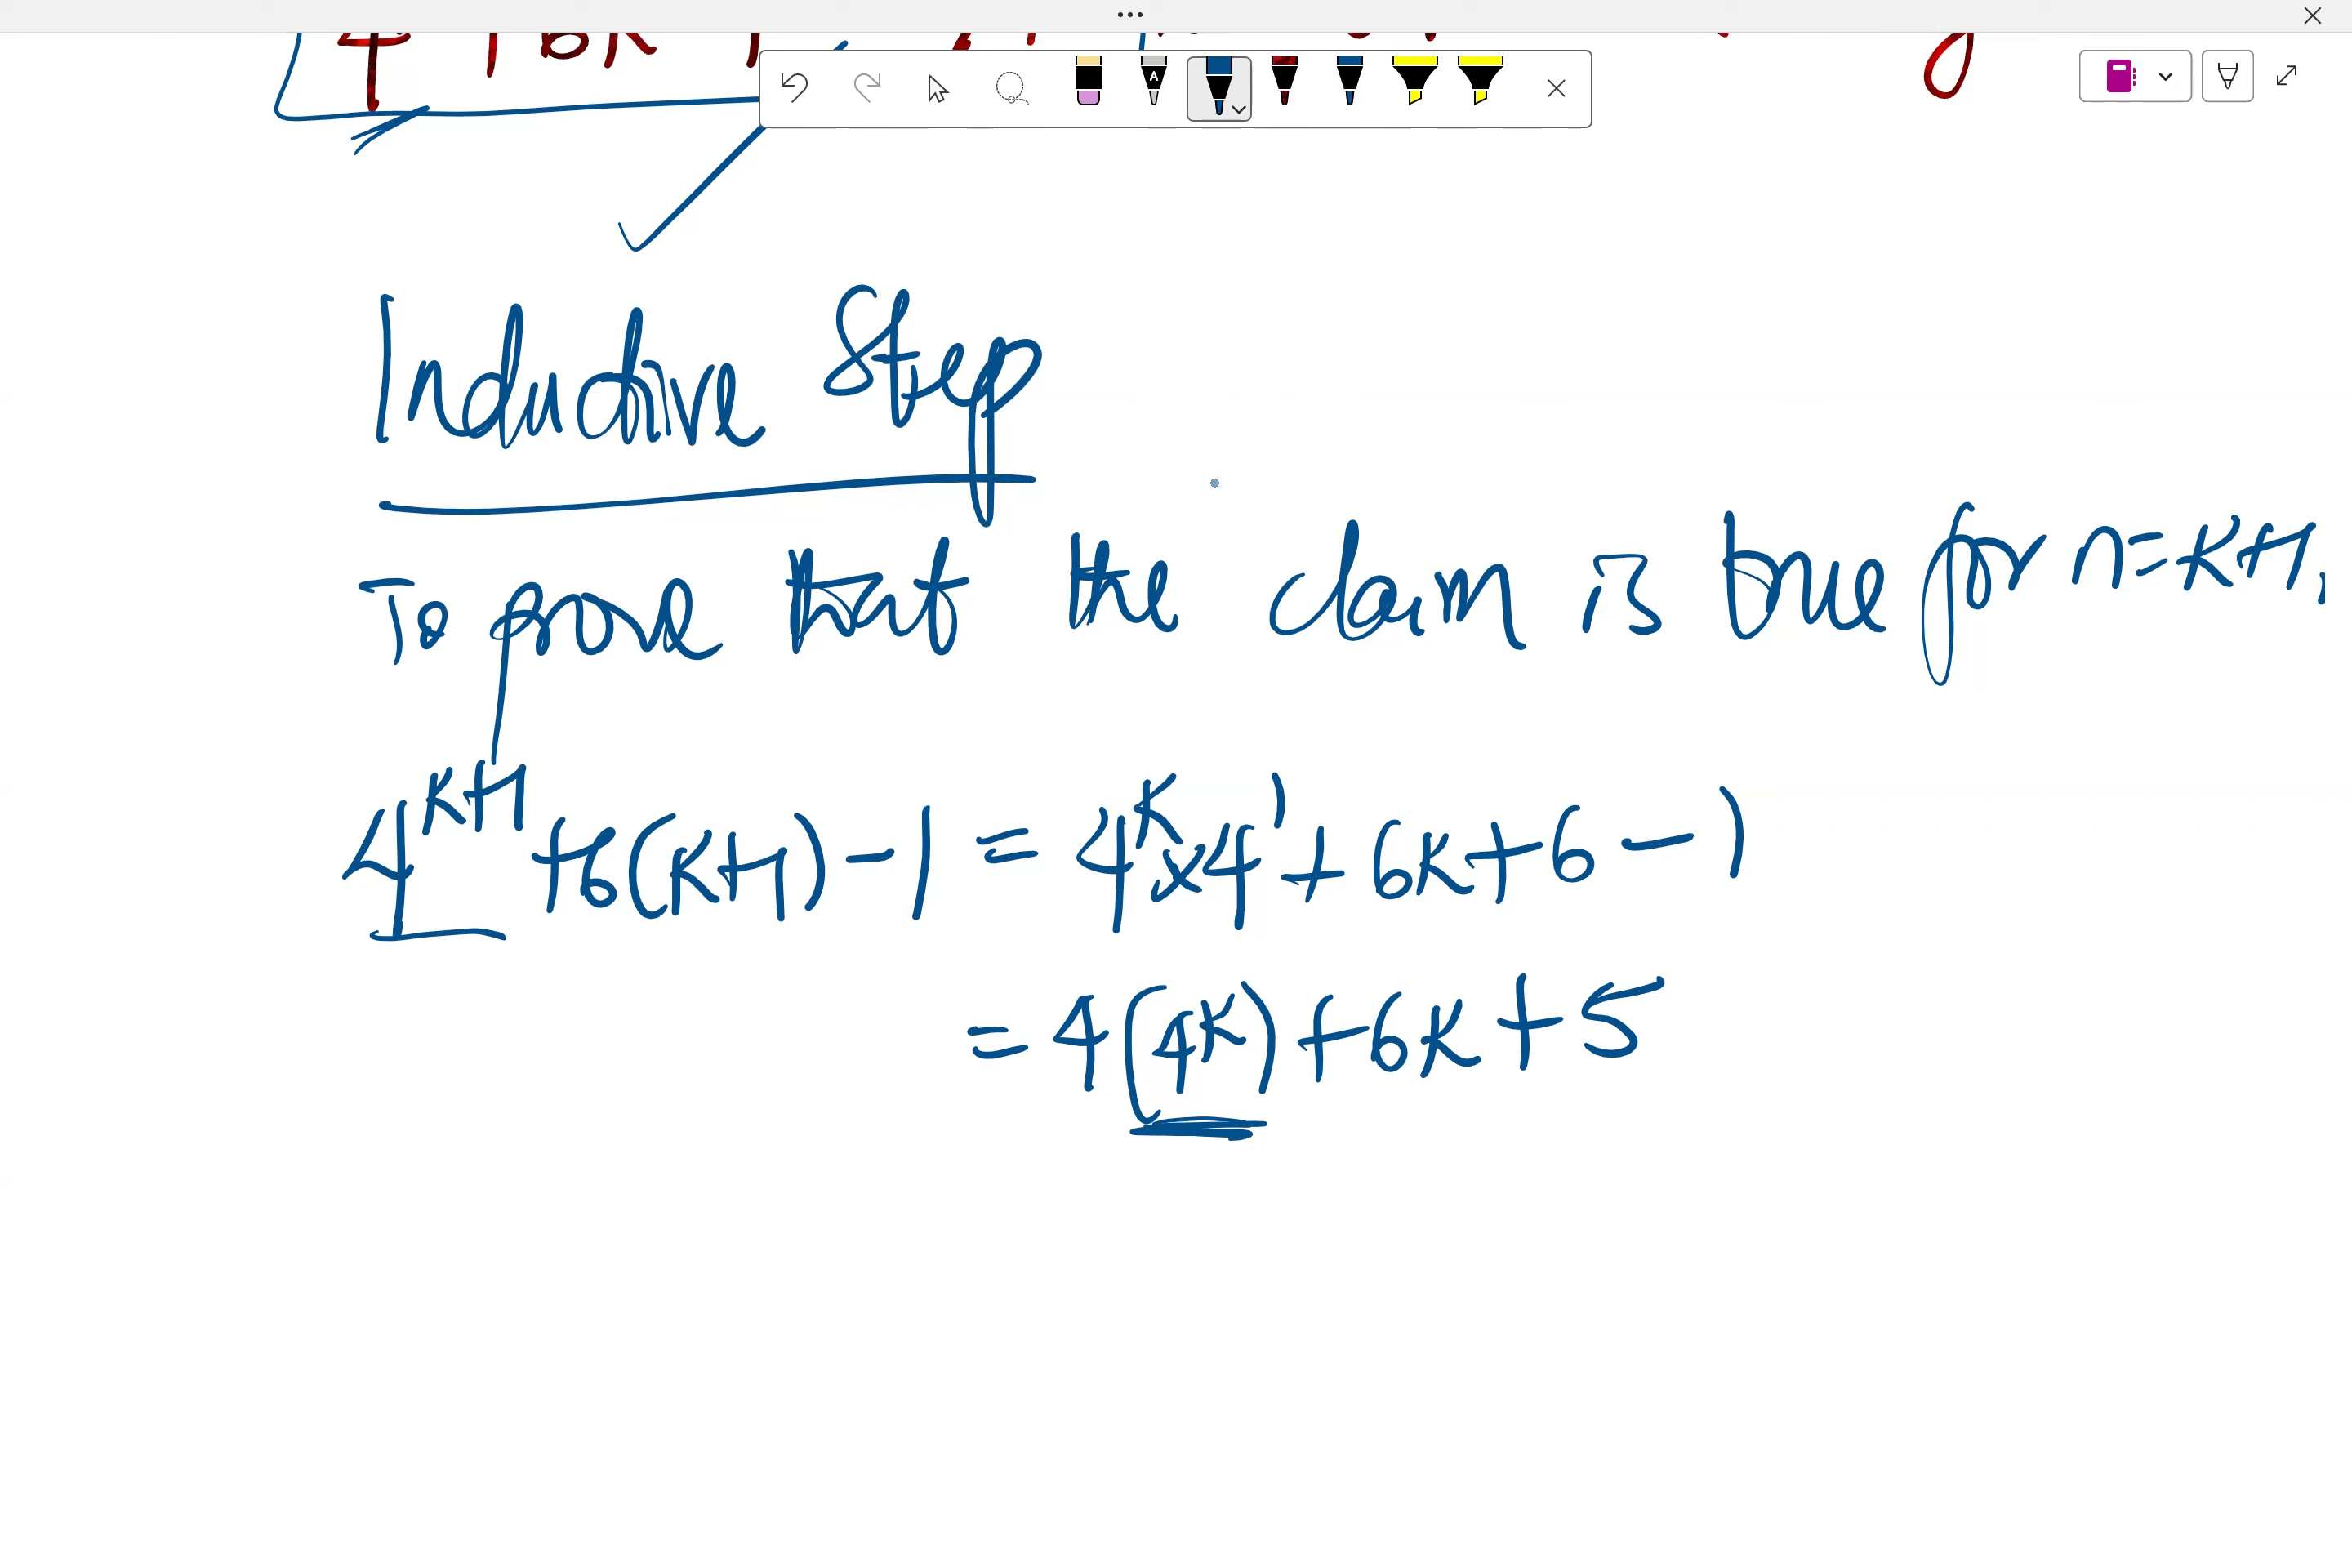 Inductive Step
To prove that the claim is true for n=k+1,
4^(k+1) +6(k+1)-1 = 4^k x 4^1 + 6k+6-1
= 4(4^k)+6k+5